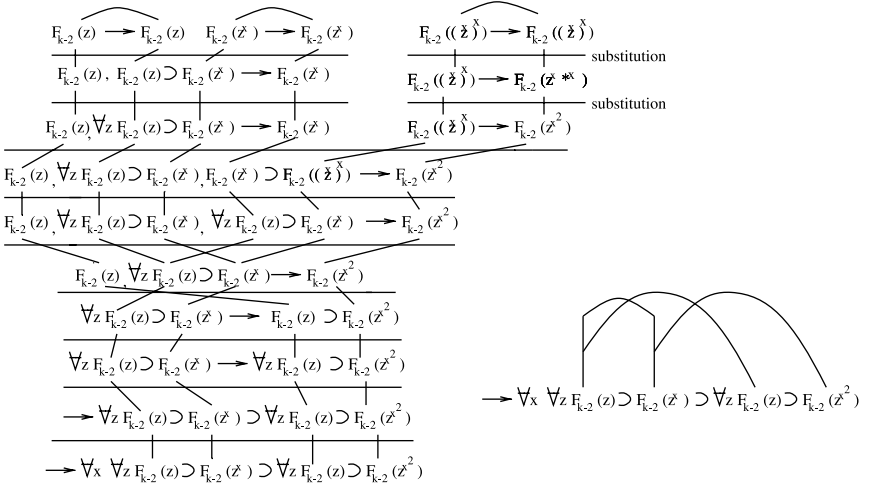 F_{k-2}(z) → F_{k-2}(z) F_{k-2}(z^x) → F_{k-2}(z^x) F_{k-2}((z^x)^x) → F_{k-2}((z^x)^x)
substitution
F_{k-2}(z), F_{k-2}(z) ⊃ F_{k-2}(z^x) → F_{k-2}(z^x) F_{k-2}((z^x)^x) → F_{k-2}(z^{x*x})
substitution
F_{k-2}(z), ∀z F_{k-2}(z) ⊃ F_{k-2}(z^x) → F_{k-2}(z^x) F_{k-2}((z^x)^x) → F_{k-2}(z^{x^2})
F_{k-2}(z), ∀z F_{k-2}(z) ⊃ F_{k-2}(z^x), F_{k-2}(z^x) ⊃ F_{k-2}((z^x)^x) → F_{k-2}(z^{x^2})
F_{k-2}(z), ∀z F_{k-2}(z) ⊃ F_{k-2}(z^x), ∀z F_{k-2}(z) ⊃ F_{k-2}(z^x) → F_{k-2}(z^{x^2})
F_{k-2}(z), ∀z F_{k-2}(z) ⊃ F_{k-2}(z^x) → F_{k-2}(z^{x^2})
∀z F_{k-2}(z) ⊃ F_{k-2}(z^x) → F_{k-2}(z) ⊃ F_{k-2}(z^{x^2})
∀z F_{k-2}(z) ⊃ F_{k-2}(z^x) → ∀z F_{k-2}(z) ⊃ F_{k-2}(z^{x^2})
→ ∀x ∀z F_{k-2}(z) ⊃ F_{k-2}(z^x) ⊃ ∀z F_{k-2}(z) ⊃ F_{k-2}(z^{x^2})
→ ∀z F_{k-2}(z) ⊃ F_{k-2}(z^x) ⊃ ∀z F_{k-2}(z) ⊃ F_{k-2}(z^{x^2})
→ ∀x ∀z F_{k-2}(z) ⊃ F_{k-2}(z^x) ⊃ ∀z F_{k-2}(z) ⊃ F_{k-2}(z^{x^2})